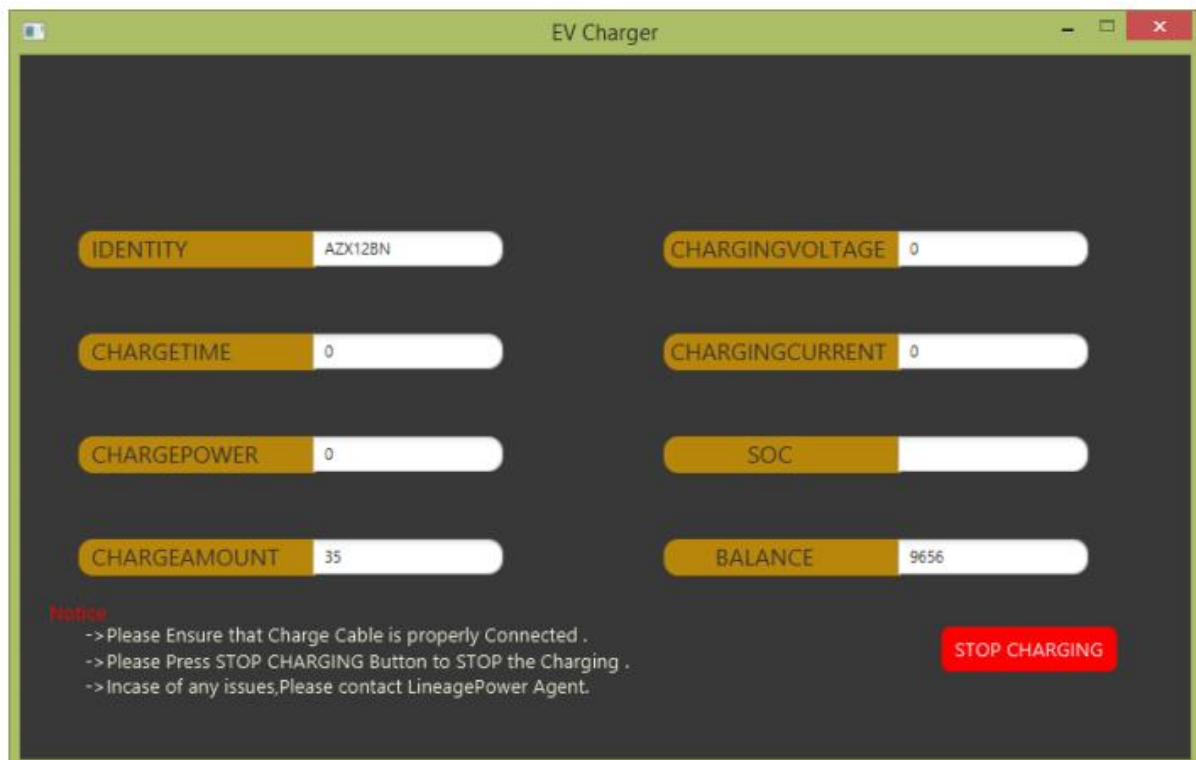 EV Charger
IDENTITY AZX12BN
CHARGINGVOLTAGE 0
CHARGETIME 0
CHARGINGCURRENT 0
CHARGEPOWER 0
SOC
CHARGEAMOUNT 35
BALANCE 9656
Notice
->Please Ensure that Charge Cable is properly Connected .
->Please Press STOP CHARGING Button to STOP the Charging .
->Incase of any issues,Please contact LineagePower Agent.
STOP CHARGING